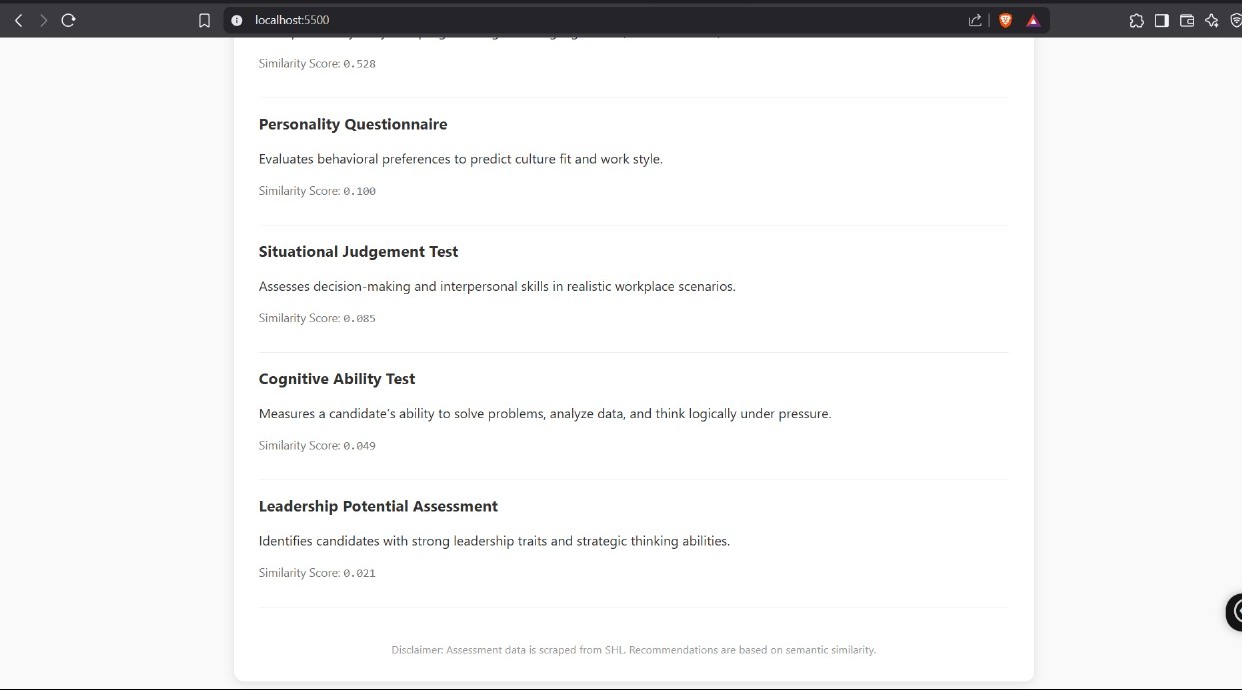 localhost:5500
Similarity Score: 0.528
Personality Questionnaire
Evaluates behavioral preferences to predict culture fit and work style.
Similarity Score: 0.100
Situational Judgement Test
Assesses decision-making and interpersonal skills in realistic workplace scenarios.
Similarity Score: 0.085
Cognitive Ability Test
Measures a candidate's ability to solve problems, analyze data, and think logically under pressure.
Similarity Score: 0.049
Leadership Potential Assessment
Identifies candidates with strong leadership traits and strategic thinking abilities.
Similarity Score: 0.021
Disclaimer: Assessment data is scraped from SHL. Recommendations are based on semantic similarity.